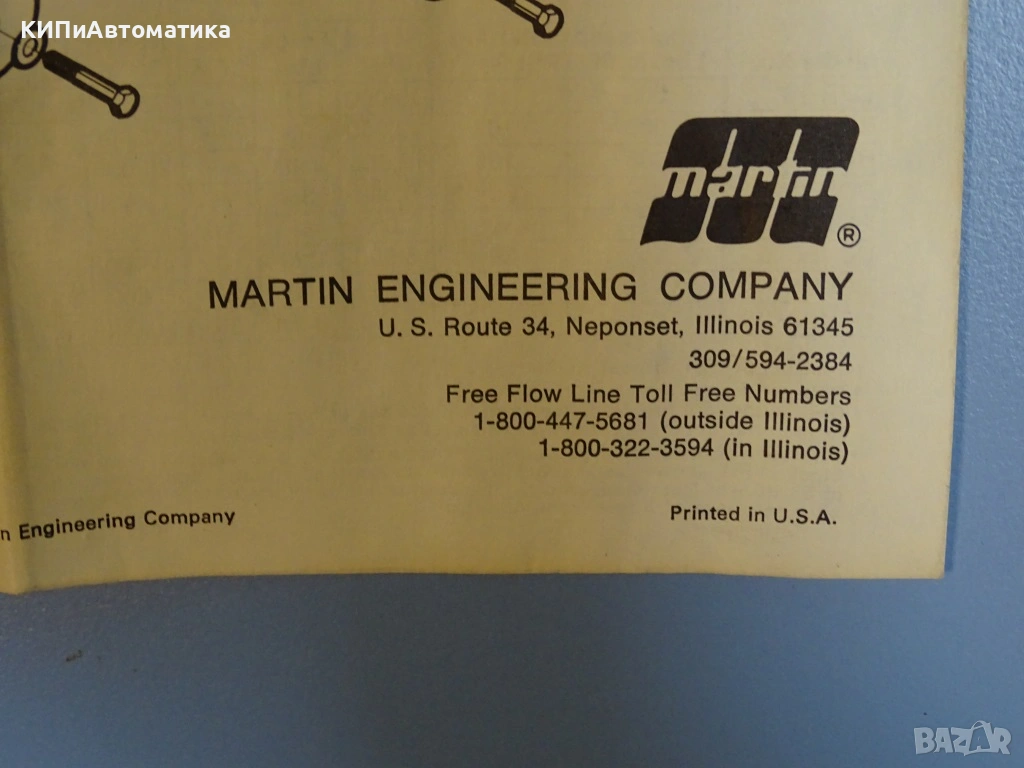 КИПиАвтоматика
martin ®
MARTIN ENGINEERING COMPANY
U. S. Route 34, Neponset, Illinois 61345
309/594-2384
Free Flow Line Toll Free Numbers
1-800-447-5681 (outside Illinois)
1-800-322-3594 (in Illinois)
n Engineering Company
Printed in U.S.A.
BAZAR